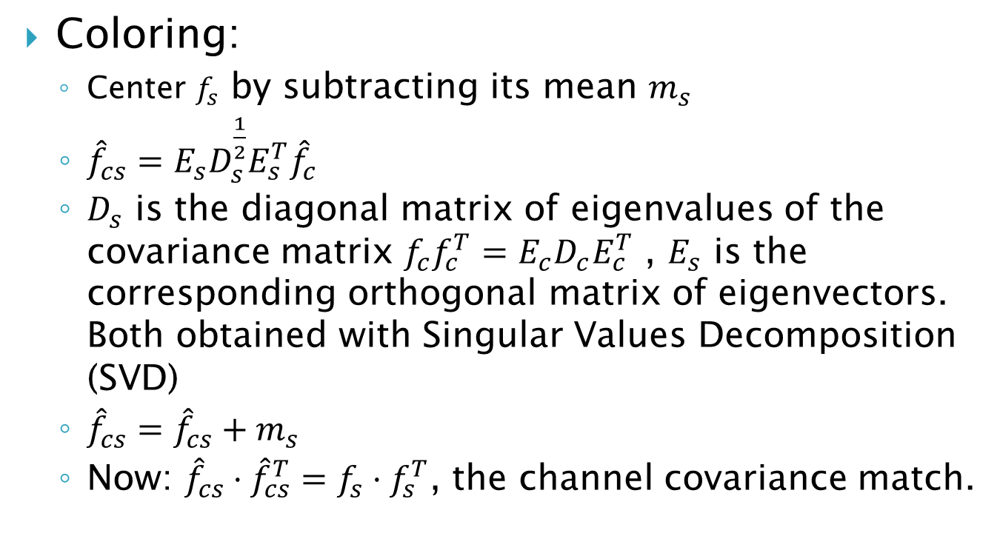 Coloring:
Center $f_s$ by subtracting its mean $m_s$
$\hat{f}_{cs} = E_s D_s^{\frac{1}{2}} E_s^T \hat{f}_c$
$D_s$ is the diagonal matrix of eigenvalues of the
covariance matrix $f_c f_c^T = E_c D_c E_c^T$ , $E_s$ is the
corresponding orthogonal matrix of eigenvectors.
Both obtained with Singular Values Decomposition
(SVD)
$\hat{f}_{cs} = \hat{f}_{cs} + m_s$
Now: $\hat{f}_{cs} \cdot \hat{f}_{cs}^T = f_s \cdot f_s^T$, the channel covariance match.